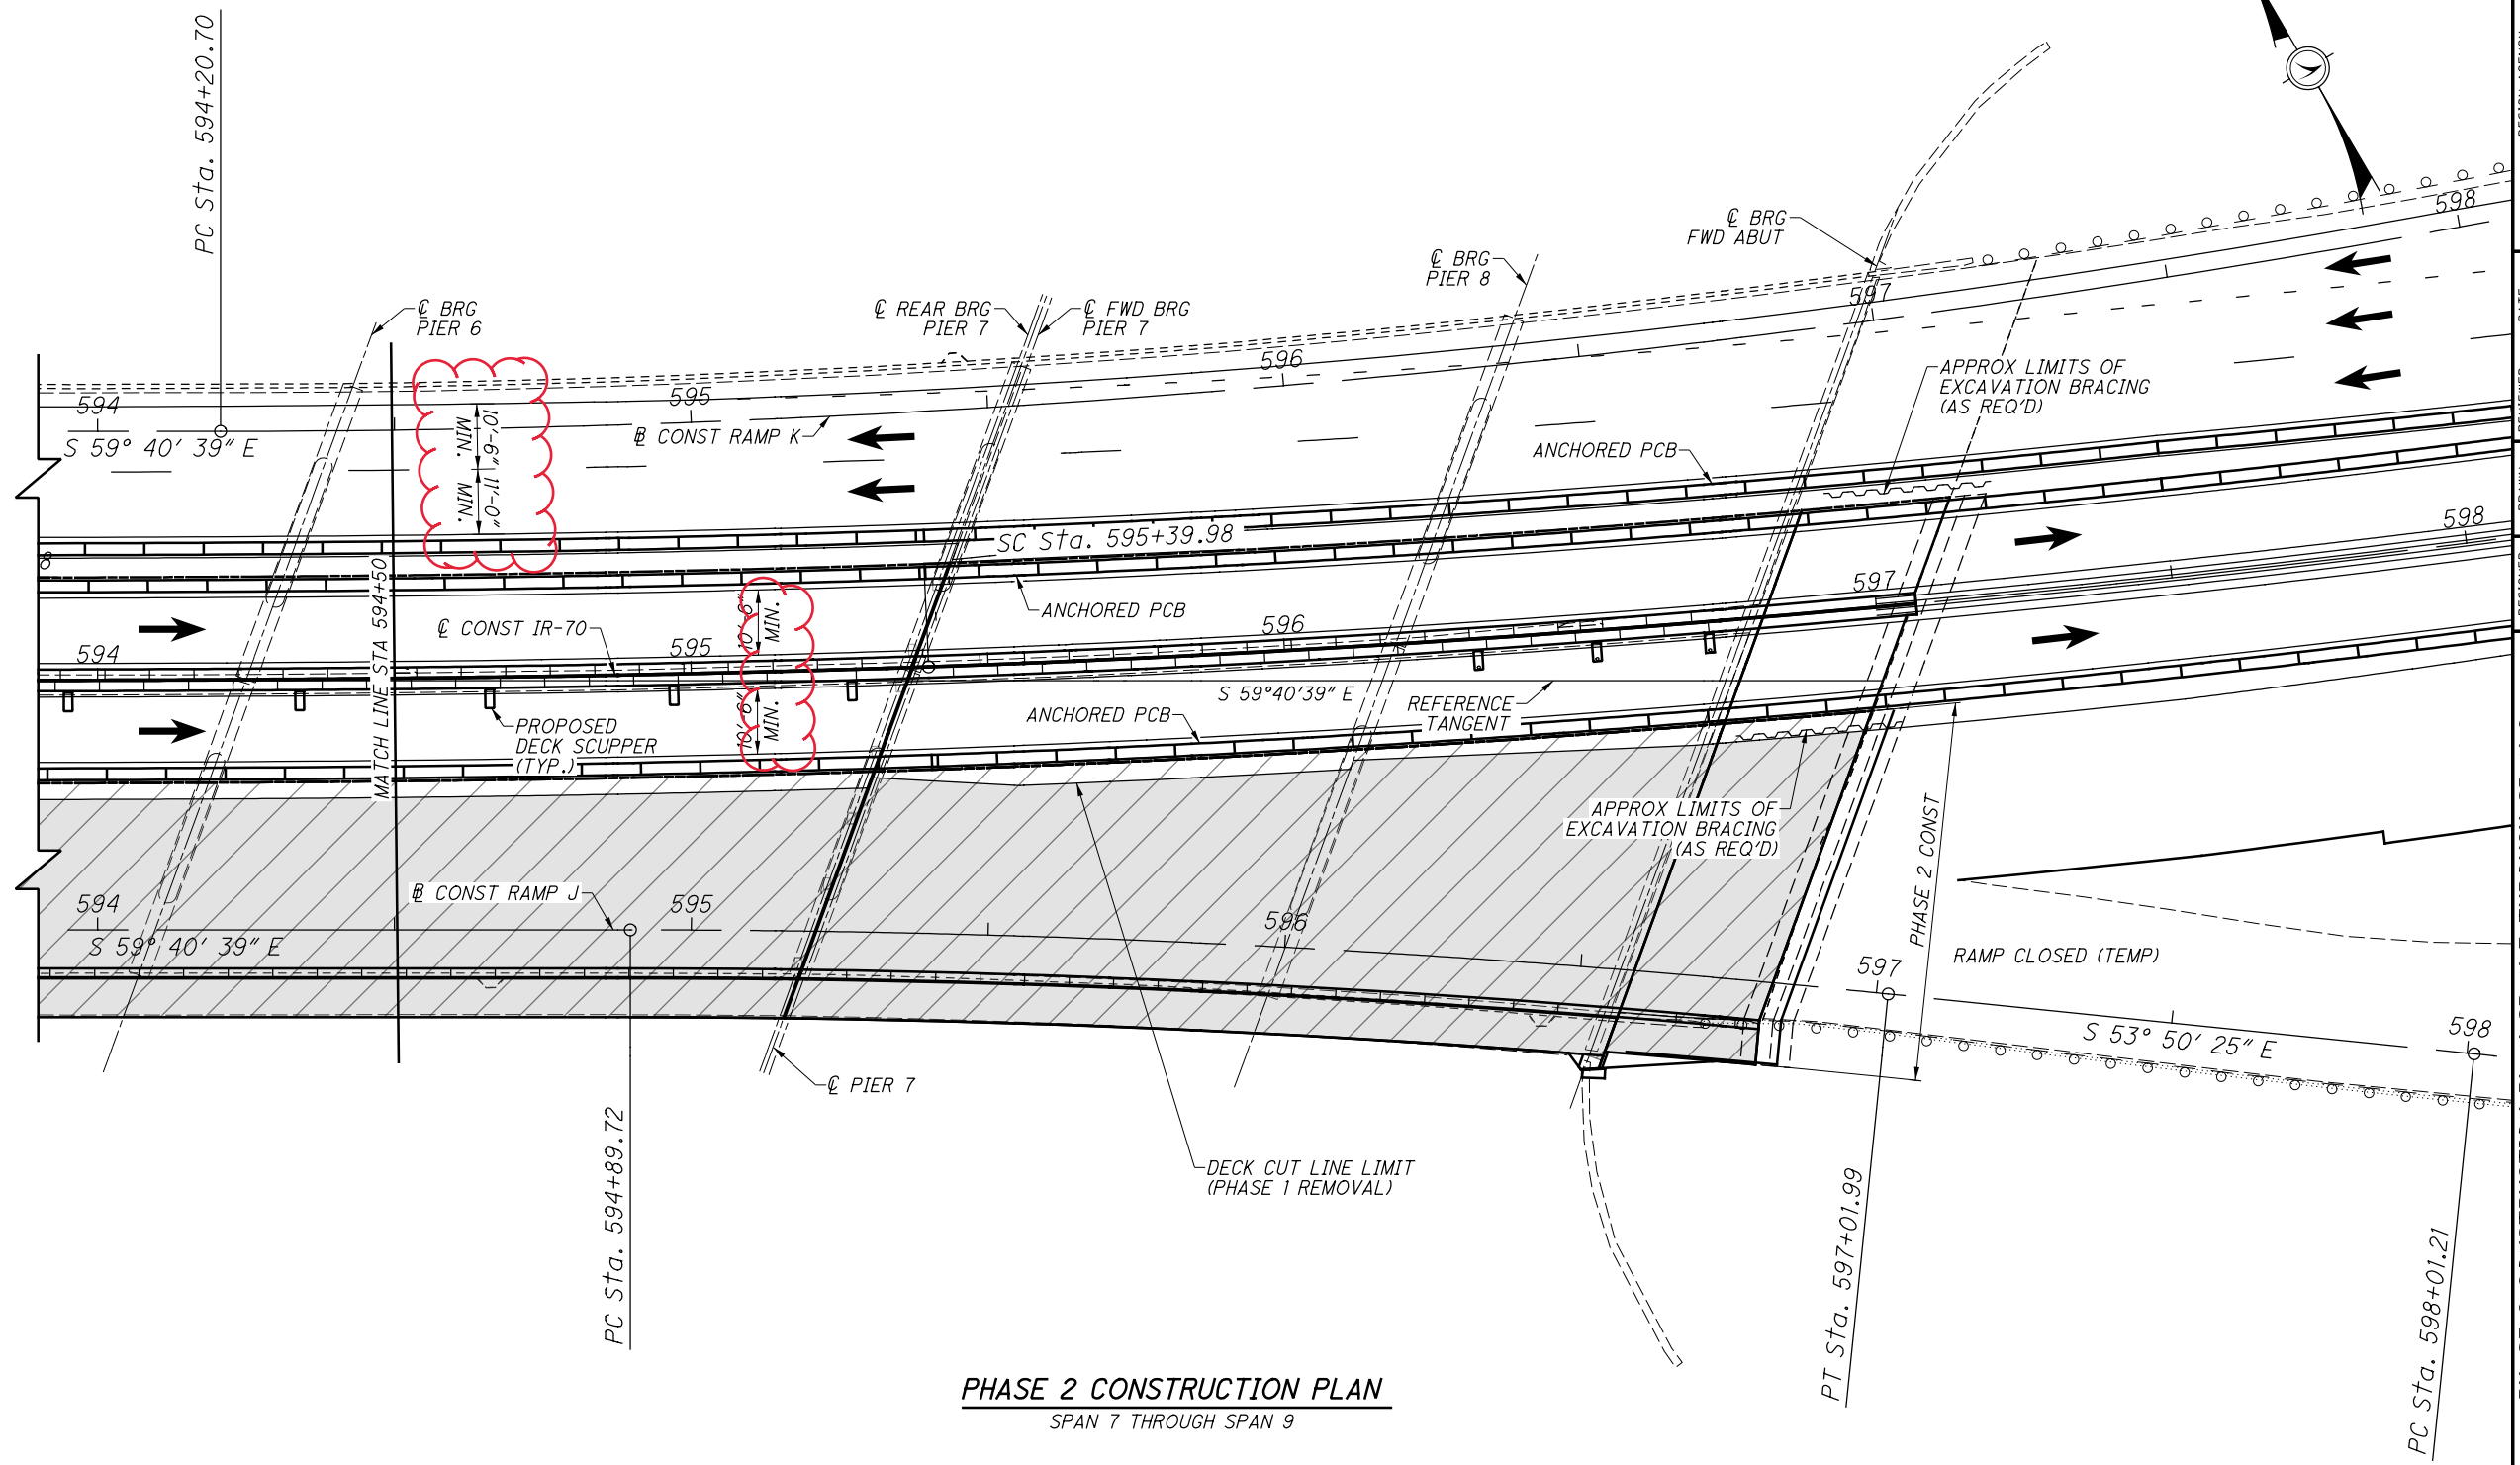 PC Sta. 594+20.70
℄ BRG
PIER 6
℄ REAR BRG
PIER 7
℄ FWD BRG
PIER 7
℄ BRG
PIER 8
℄ BRG
FWD ABUT
598
597
596
595
594
S 59° 40' 39" E
10'-6"
MIN.
11'-0"
MIN.
BL CONST RAMP K
ANCHORED PCB
APPROX LIMITS OF
EXCAVATION BRACING
(AS REQ'D)
SC Sta. 595+39.98
8
598
597
ANCHORED PCB
MATCH LINE STA 594+50
℄ CONST IR-70
10'-6"
MIN.
596
595
594
S 59°40'39" E
REFERENCE
TANGENT
10'-6"
MIN.
PROPOSED
DECK SCUPPER
(TYP.)
ANCHORED PCB
APPROX LIMITS OF
EXCAVATION BRACING
(AS REQ'D)
PHASE 2 CONST
BL CONST RAMP J
594
595
596
S 59° 40' 39" E
RAMP CLOSED (TEMP)
597
S 53° 50' 25" E
598
℄ PIER 7
DECK CUT LINE LIMIT
(PHASE 1 REMOVAL)
PC Sta. 594+89.72
PT Sta. 597+01.99
PC Sta. 598+01.21
PHASE 2 CONSTRUCTION PLAN
SPAN 7 THROUGH SPAN 9